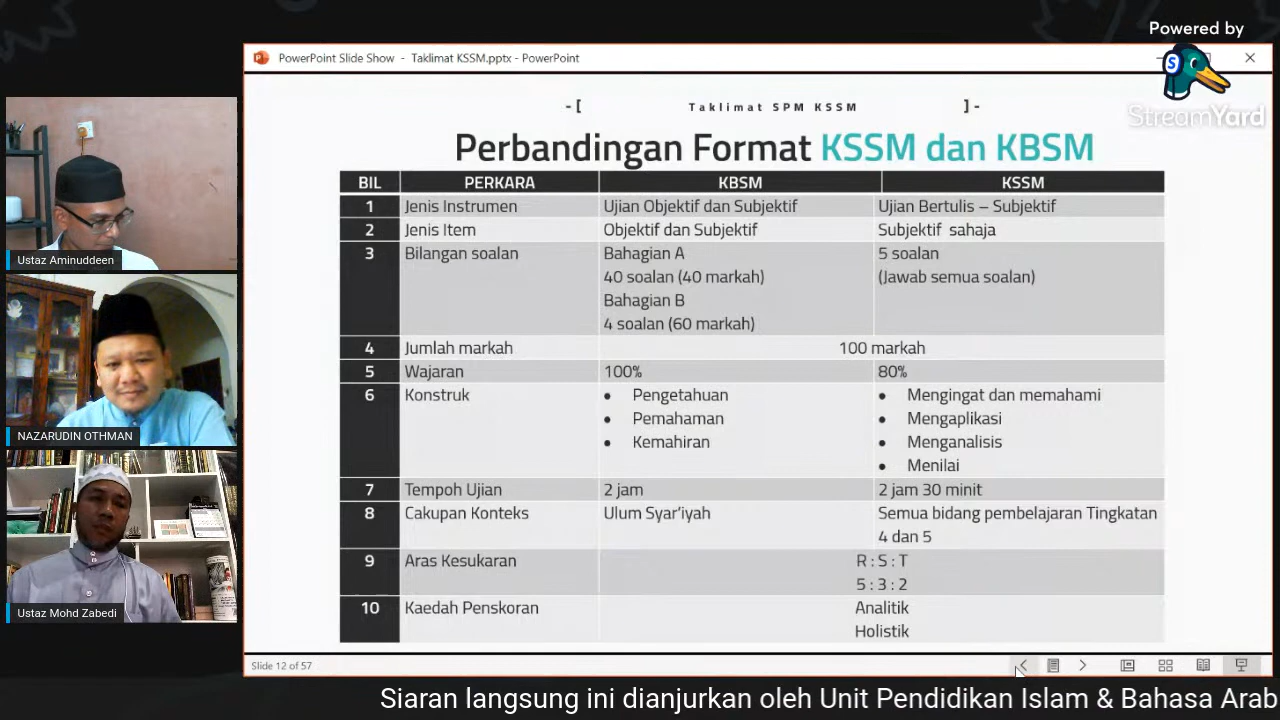 Powered by
StreamYard
PowerPoint Slide Show - Taklimat KSSM.pptx - PowerPoint
-[ Taklimat SPM KSSM ]-
Perbandingan Format KSSM dan KBSM
BIL PERKARA KBSM KSSM
1 Jenis Instrumen Ujian Objektif dan Subjektif Ujian Bertulis – Subjektif
2 Jenis Item Objektif dan Subjektif Subjektif sahaja
3 Bilangan soalan Bahagian A 5 soalan
40 soalan (40 markah) (Jawab semua soalan)
Bahagian B
4 soalan (60 markah)
4 Jumlah markah 100 markah
5 Wajaran 100% 80%
6 Konstruk • Pengetahuan • Mengingat dan memahami
• Pemahaman • Mengaplikasi
• Kemahiran • Menganalisis
• Menilai
7 Tempoh Ujian 2 jam 2 jam 30 minit
8 Cakupan Konteks Ulum Syar'iyah Semua bidang pembelajaran Tingkatan
4 dan 5
9 Aras Kesukaran R : S : T
5 : 3 : 2
10 Kaedah Penskoran Analitik
Holistik
Slide 12 of 57
Ustaz Aminuddeen
NAZARUDIN OTHMAN
Ustaz Mohd Zabedi
Siaran langsung ini dianjurkan oleh Unit Pendidikan Islam & Bahasa Arab